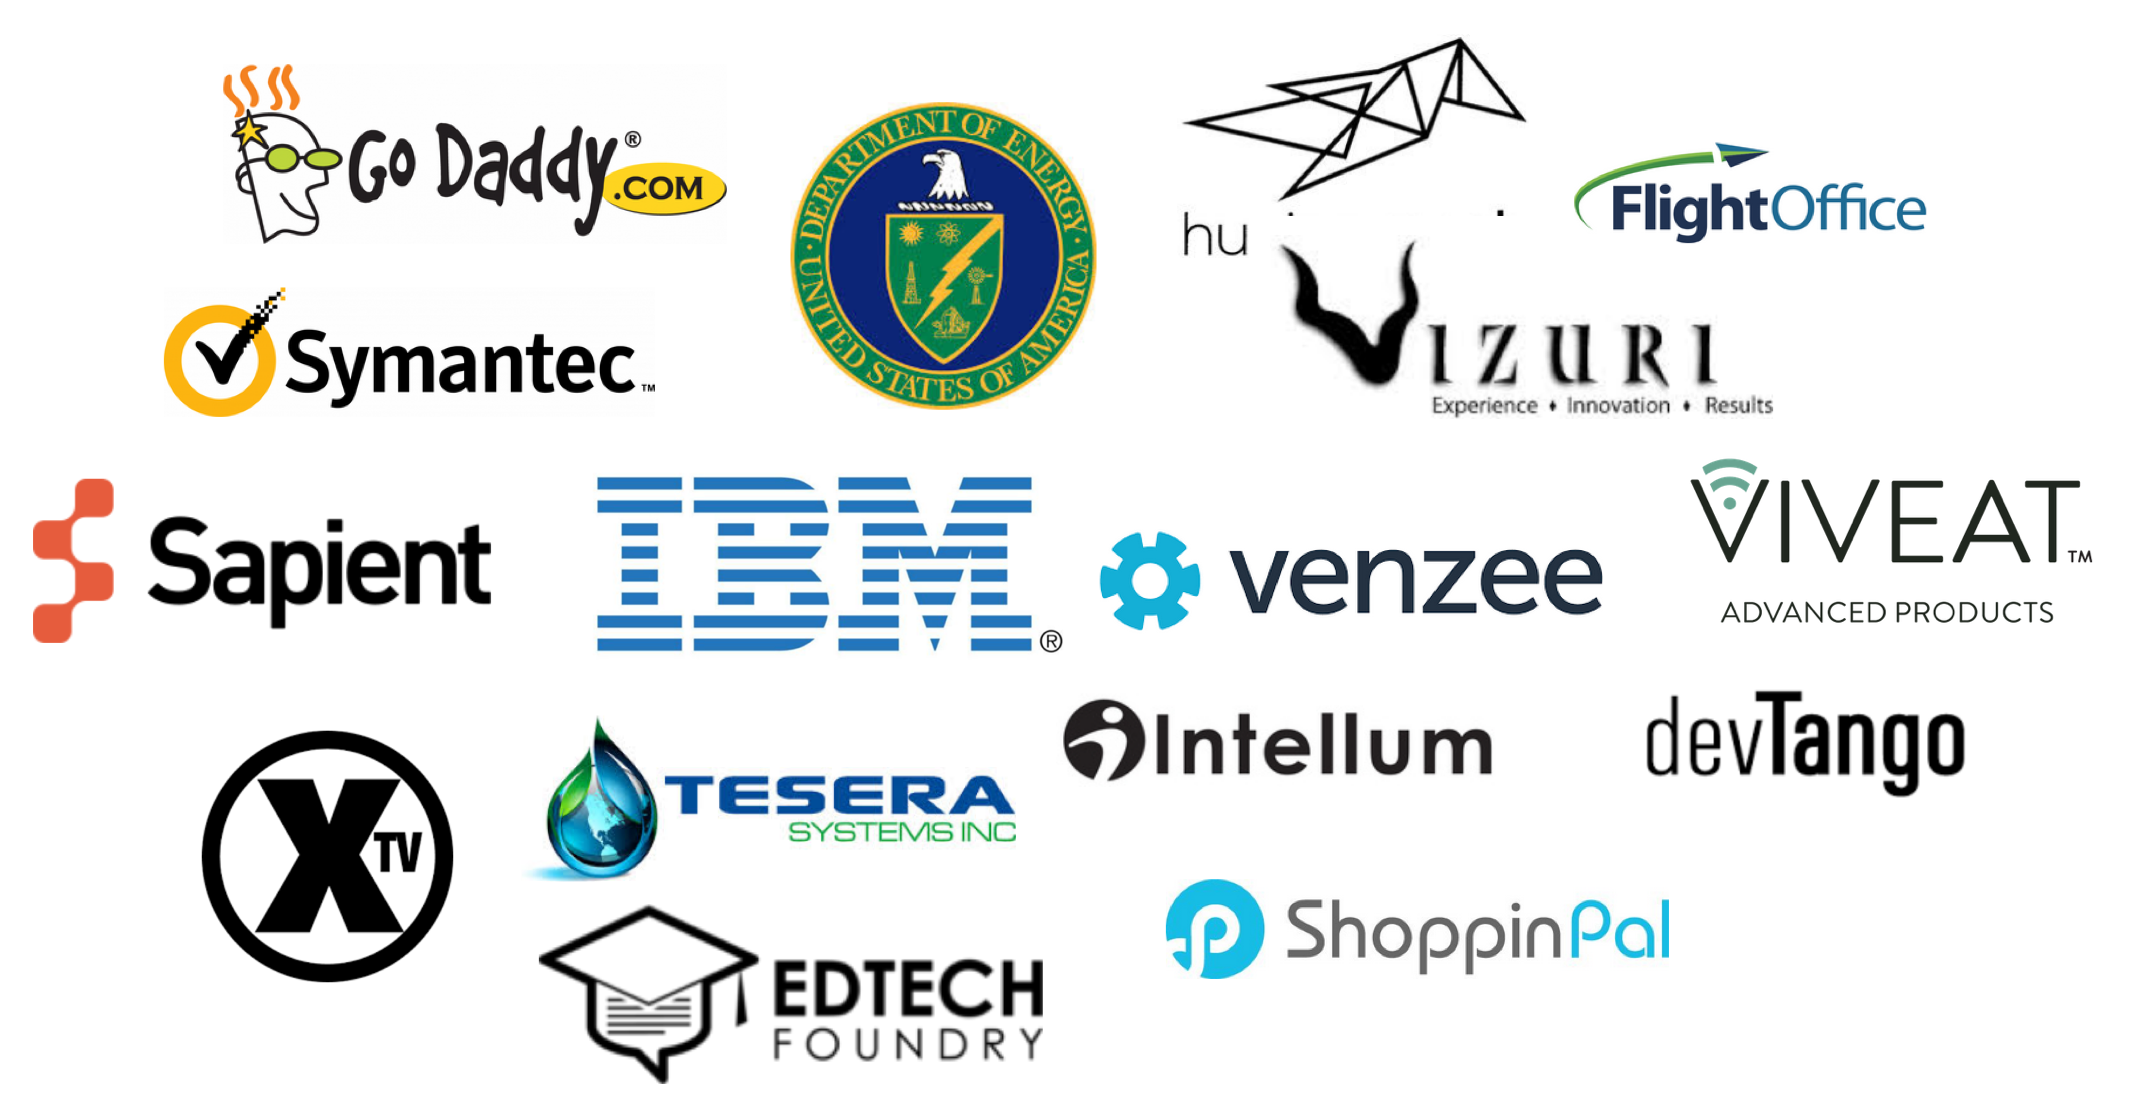 Go Daddy®
.COM
DEPARTMENT OF ENERGY · UNITED STATES OF AMERICA ·
hu
FlightOffice
VIZURI
Experience ♦ Innovation ♦ Results
Symantec™
Sapient
IBM®
venzee
VIVEAT™
ADVANCED PRODUCTS
Intellum
devTango
XTV
TESERA
SYSTEMS INC
ShoppinPal
EDTECH
FOUNDRY